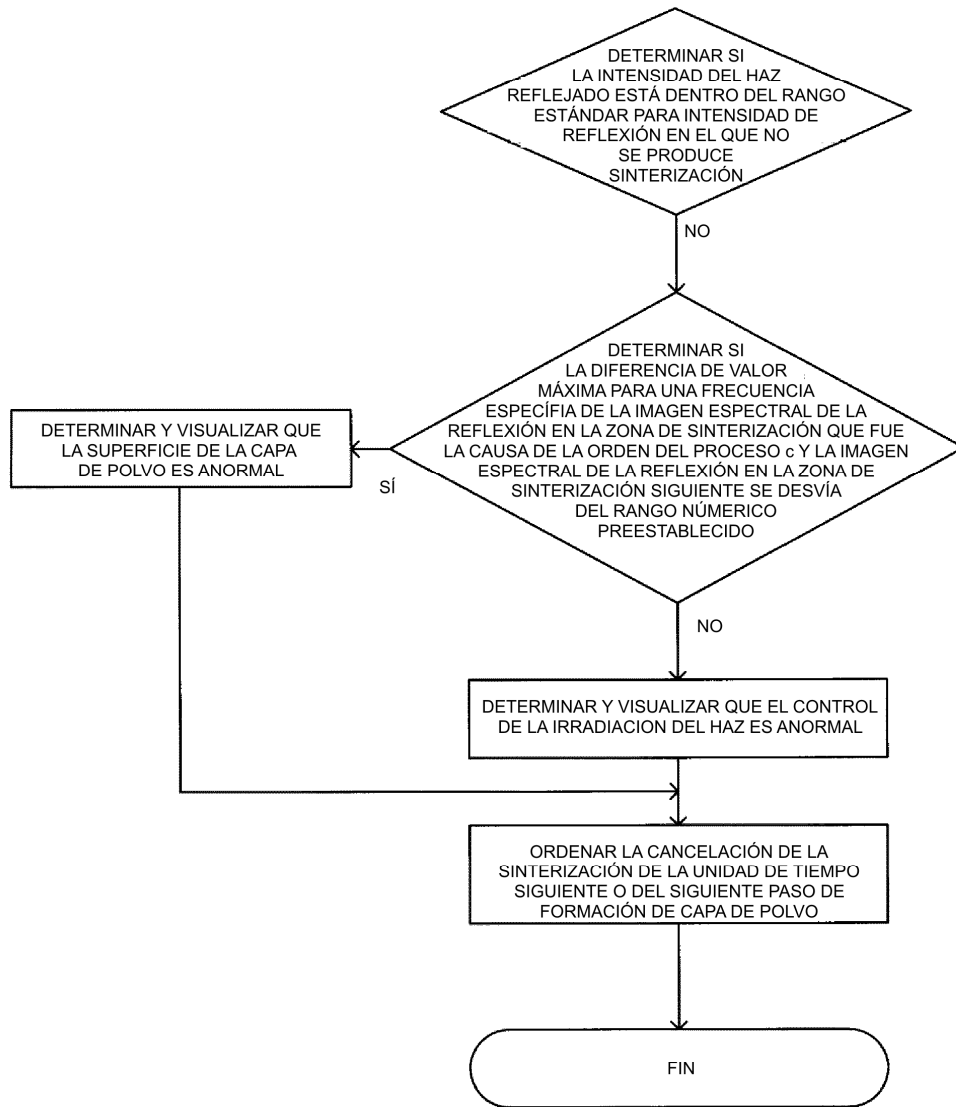 DETERMINAR SI
LA INTENSIDAD DEL HAZ
REFLEJADO ESTÁ DENTRO DEL RANGO
ESTÁNDAR PARA INTENSIDAD DE
REFLEXIÓN EN EL QUE NO
SE PRODUCE
SINTERIZACIÓN
NO
DETERMINAR SI
LA DIFERENCIA DE VALOR
MÁXIMA PARA UNA FRECUENCIA
ESPECÍFIA DE LA IMAGEN ESPECTRAL DE LA
REFLEXIÓN EN LA ZONA DE SINTERIZACIÓN QUE FUE
LA CAUSA DE LA ORDEN DEL PROCESO c Y LA IMAGEN
ESPECTRAL DE LA REFLEXIÓN EN LA ZONA DE
SINTERIZACIÓN SIGUIENTE SE DESVÍA
DEL RANGO NÚMERICO
PREESTABLECIDO
SÍ
DETERMINAR Y VISUALIZAR QUE
LA SUPERFICIE DE LA CAPA
DE POLVO ES ANORMAL
NO
DETERMINAR Y VISUALIZAR QUE EL CONTROL
DE LA IRRADIACION DEL HAZ ES ANORMAL
ORDENAR LA CANCELACIÓN DE LA
SINTERIZACIÓN DE LA UNIDAD DE TIEMPO
SIGUIENTE O DEL SIGUIENTE PASO DE
FORMACIÓN DE CAPA DE POLVO
FIN